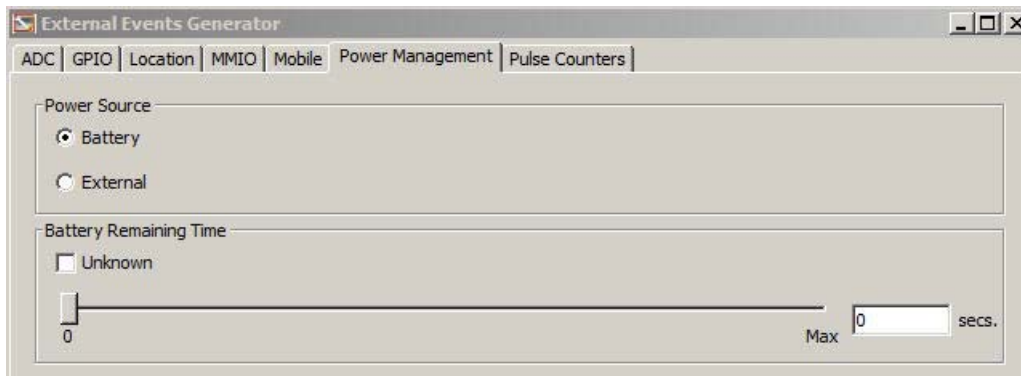 External Events Generator
ADC GPIO Location MMIO Mobile Power Management Pulse Counters
Power Source
Battery
External
Battery Remaining Time
Unknown
0 secs.
0 Max